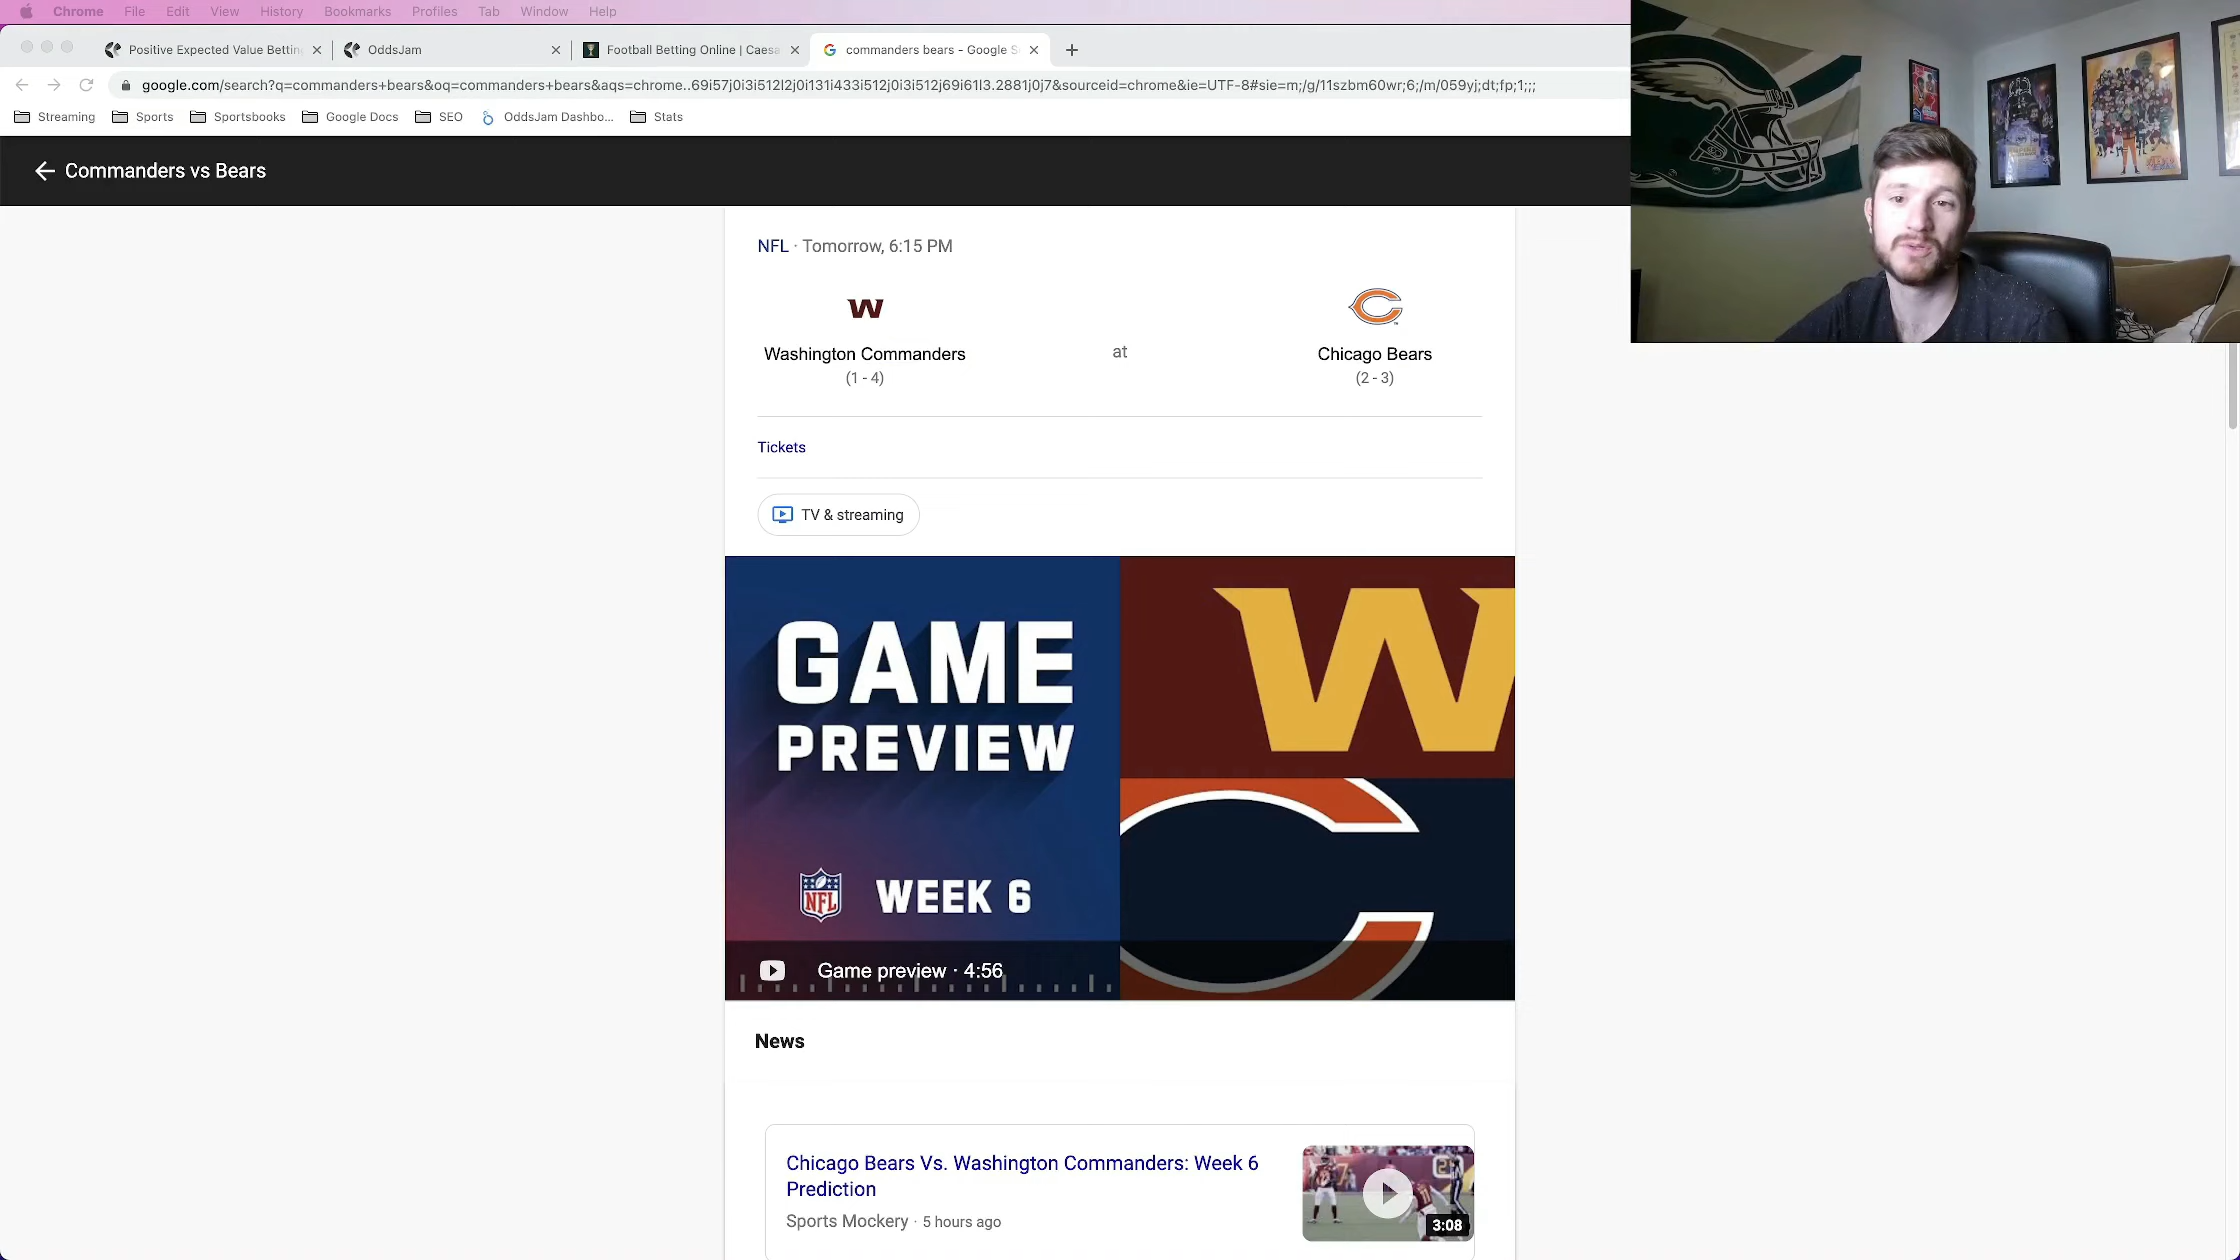 Chrome File Edit View History Bookmarks Profiles Tab Window Help
Positive Expected Value Bettin
OddsJam
Football Betting Online | Caesa
commanders bears - Google S
google.com/search?q=commanders+bears&oq=commanders+bears&aqs=chrome..69i57j0i3i512l2j0i131i433i512j0i3i512j69i61l3.2881j0j7&sourceid=chrome&ie=UTF-8#sie=m;/g/11szbm60wr;6;/m/059yj;dt;fp;1;;;
Streaming Sports Sportsbooks Google Docs SEO OddsJam Dashbo... Stats
Commanders vs Bears
NFL · Tomorrow, 6:15 PM
W
Washington Commanders
(1 - 4)
at
C
Chicago Bears
(2 - 3)
Tickets
TV & streaming
GAME
PREVIEW
NFL WEEK 6
W
C
Game preview · 4:56
News
Chicago Bears Vs. Washington Commanders: Week 6
Prediction
Sports Mockery · 5 hours ago
3:08